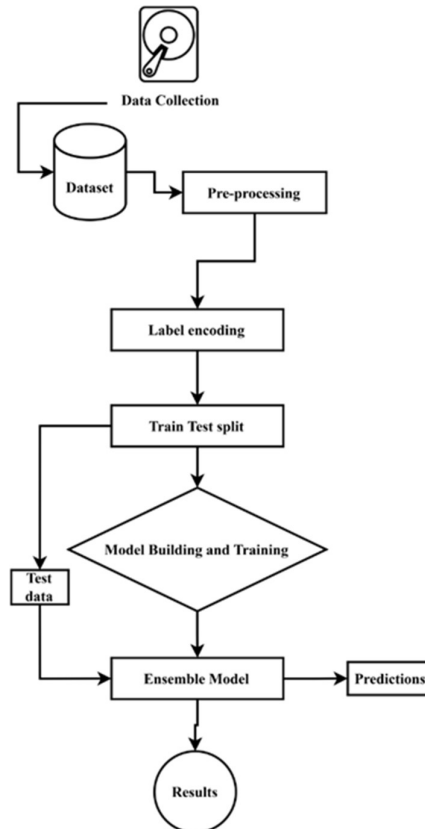 Data Collection
Dataset
Pre-processing
Label encoding
Train Test split
Model Building and Training
Test
data
Ensemble Model
Predictions
Results